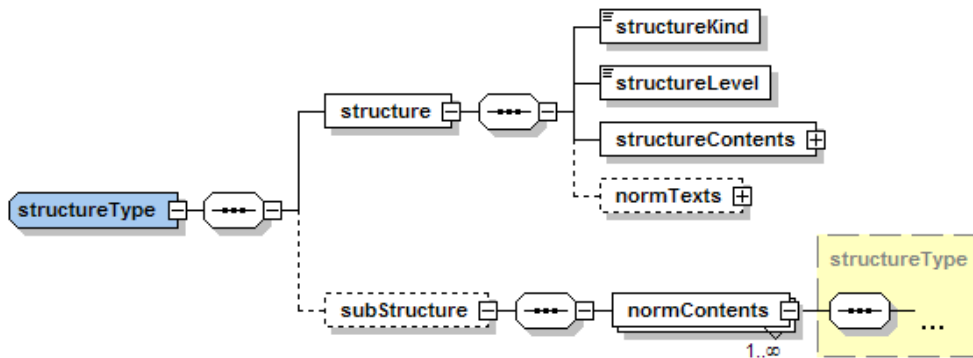 structureKind
structureLevel
structure
structureContents
normTexts
structureType
structureType
subStructure
normContents
...
1..∞